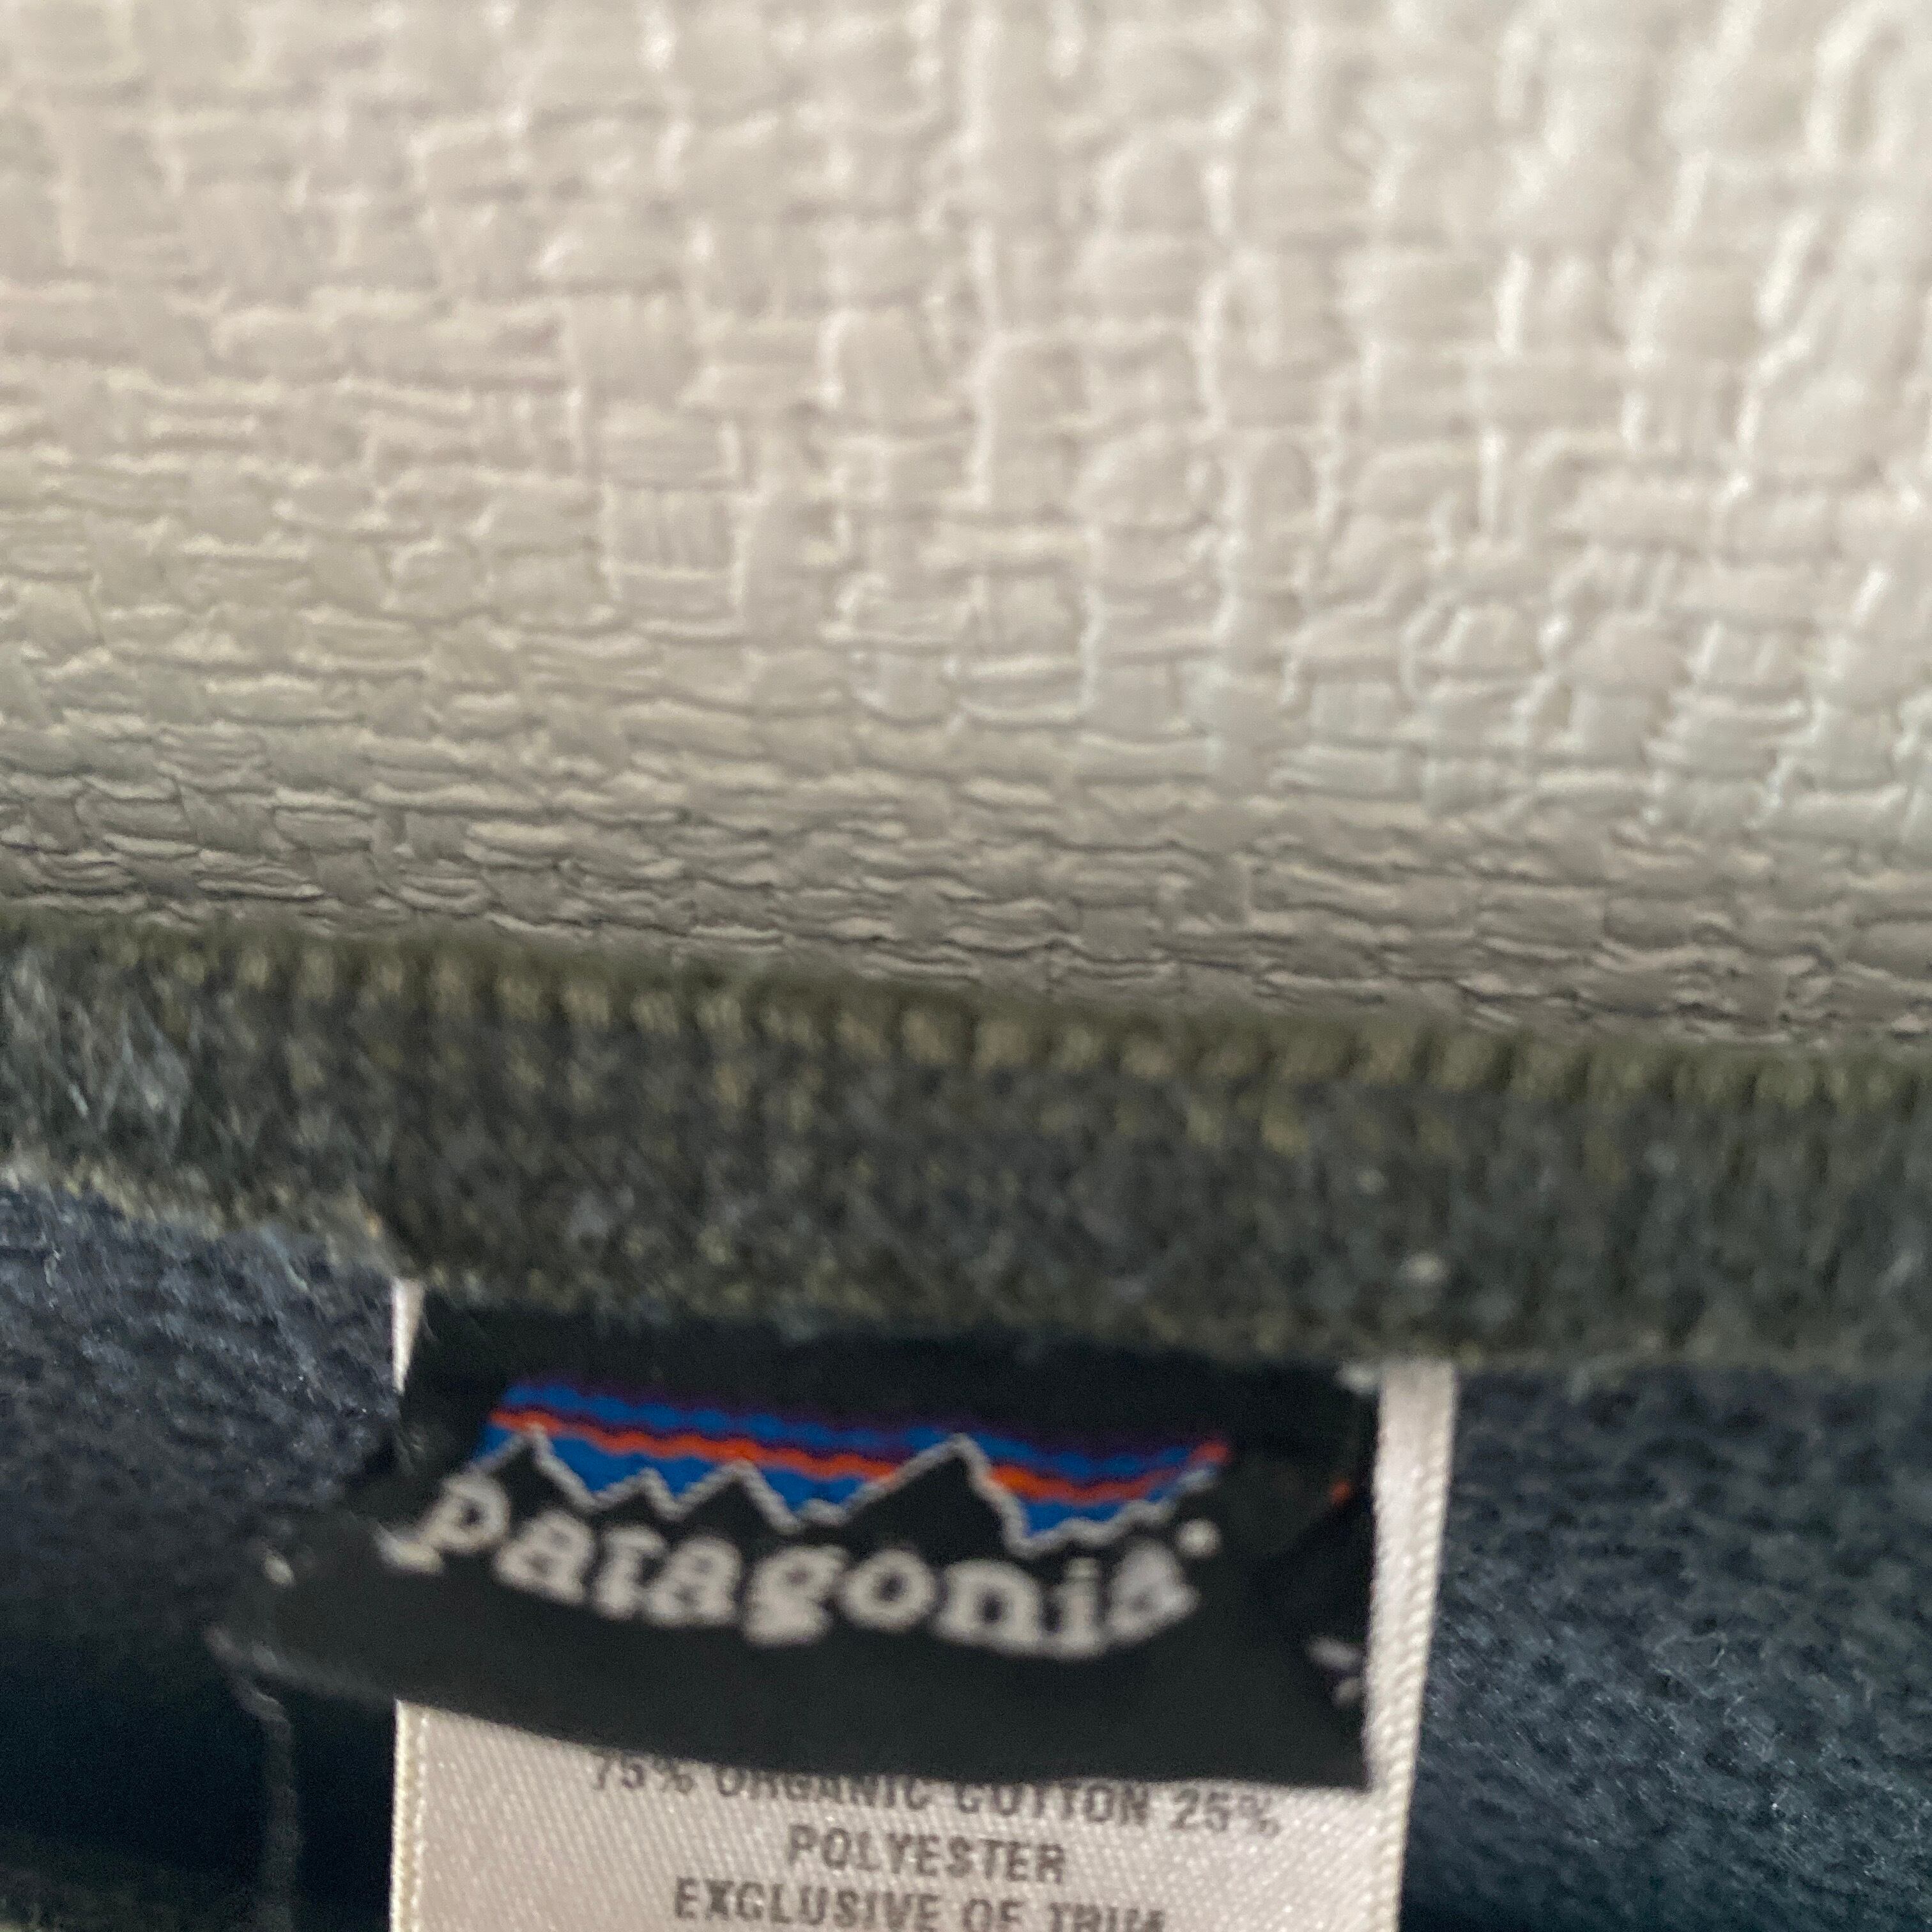 patagonia®
75% ORGANIC COTTON 25%
POLYESTER
EXCLUSIVE OF TRIM